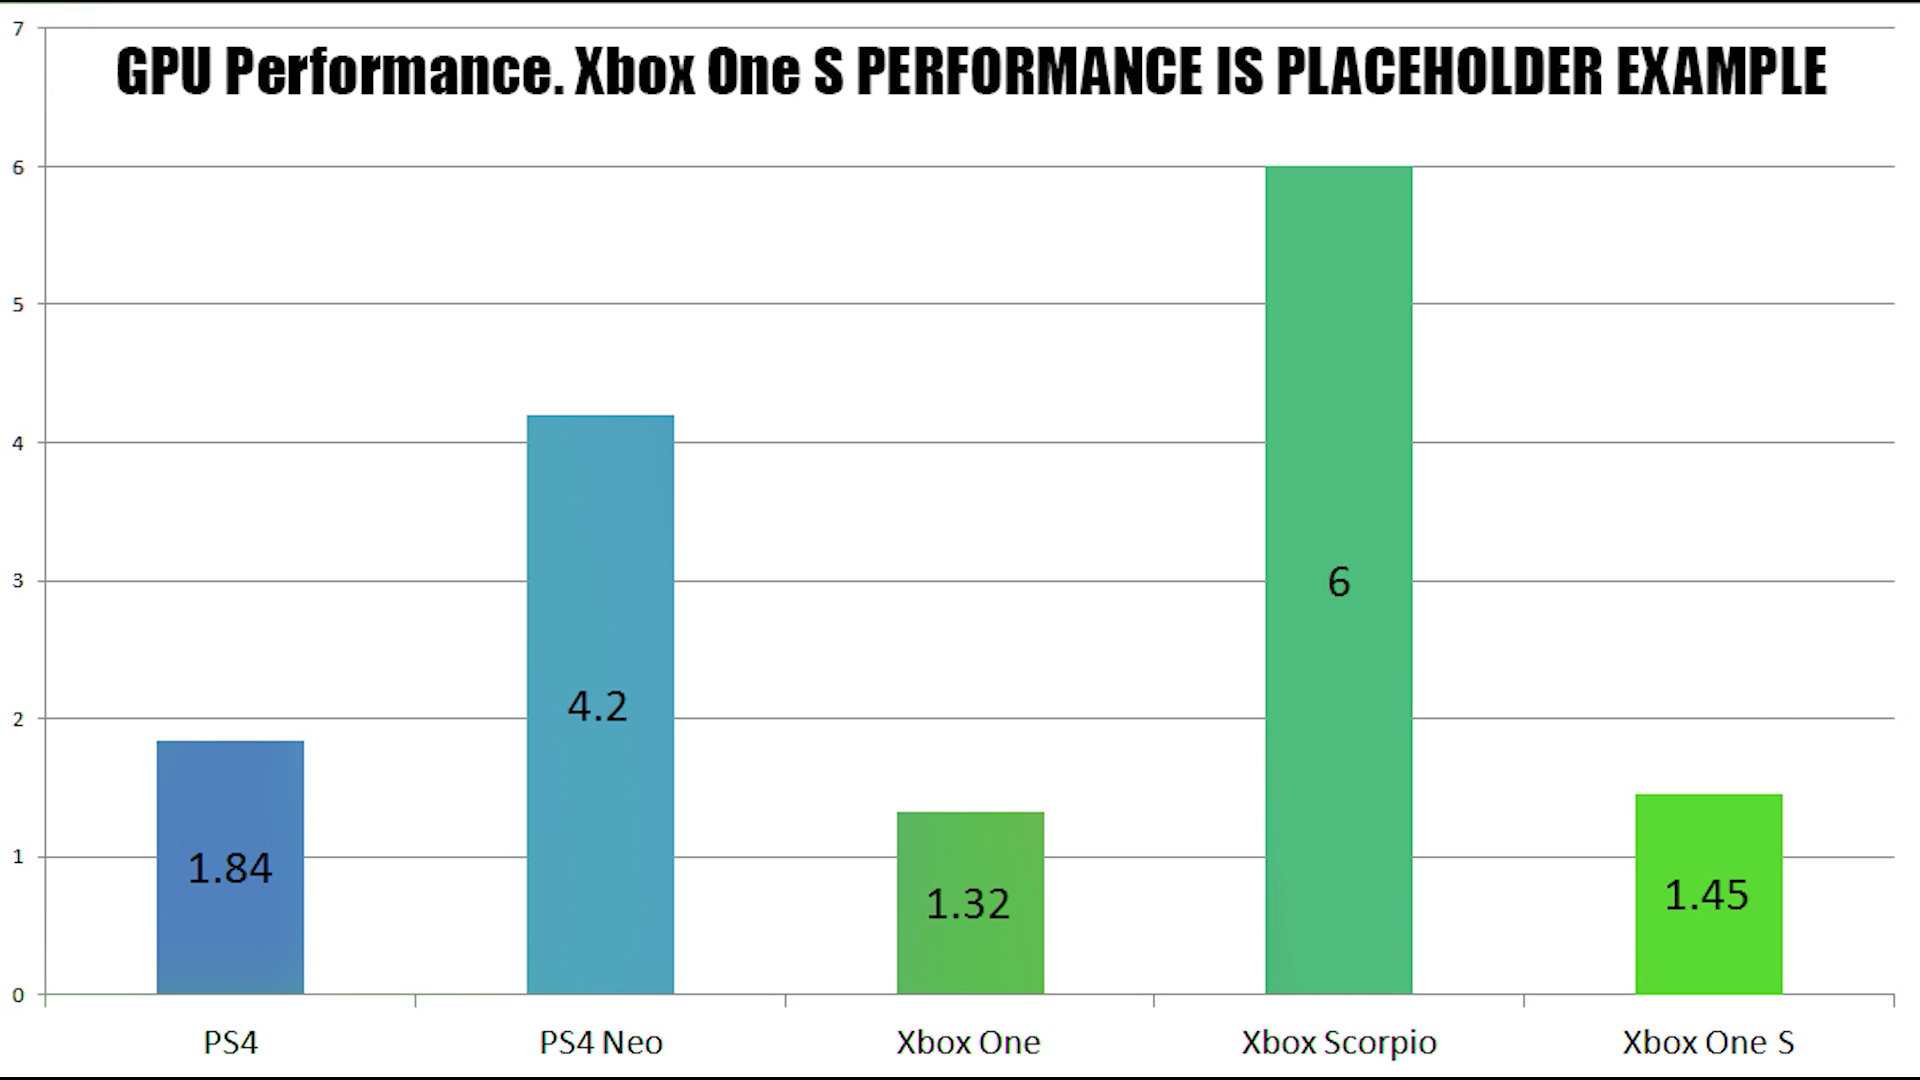 GPU Performance. Xbox One S PERFORMANCE IS PLACEHOLDER EXAMPLE
7
6
5
4
3
2
1
0
1.84
4.2
1.32
6
1.45
PS4
PS4 Neo
Xbox One
Xbox Scorpio
Xbox One S